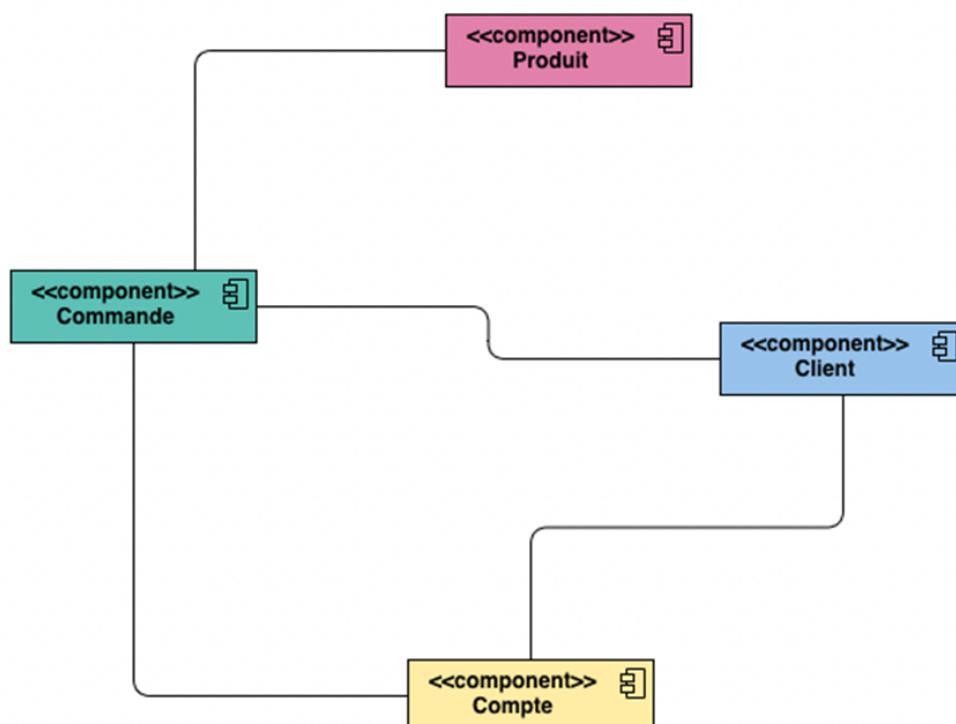 <<component>>
Produit
<<component>>
Commande
<<component>>
Client
<<component>>
Compte